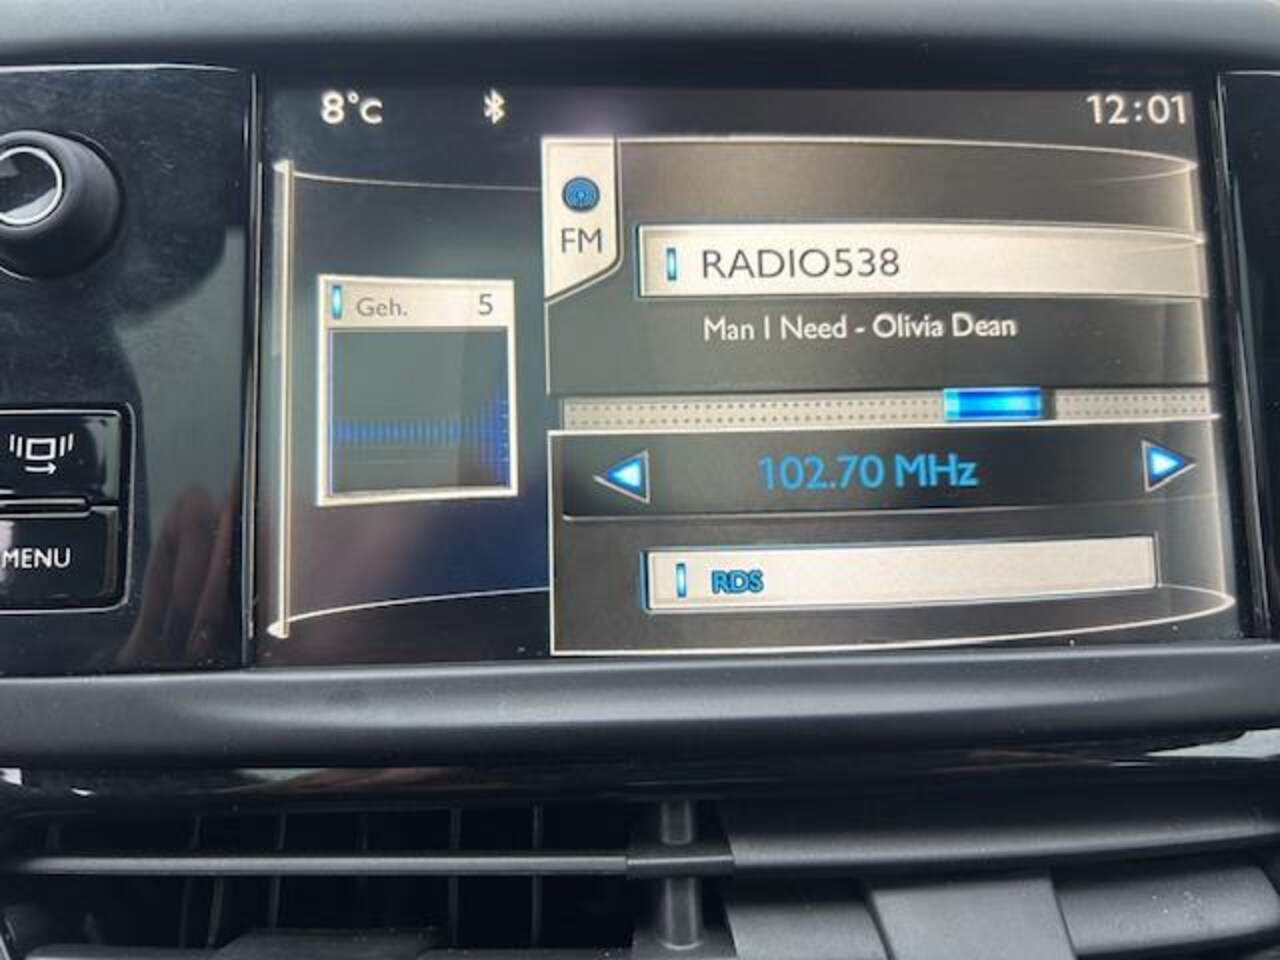 8°C 12:01
FM
RADIO538
Geh. 5
Man I Need - Olivia Dean
102.70 MHz
MENU
RDS